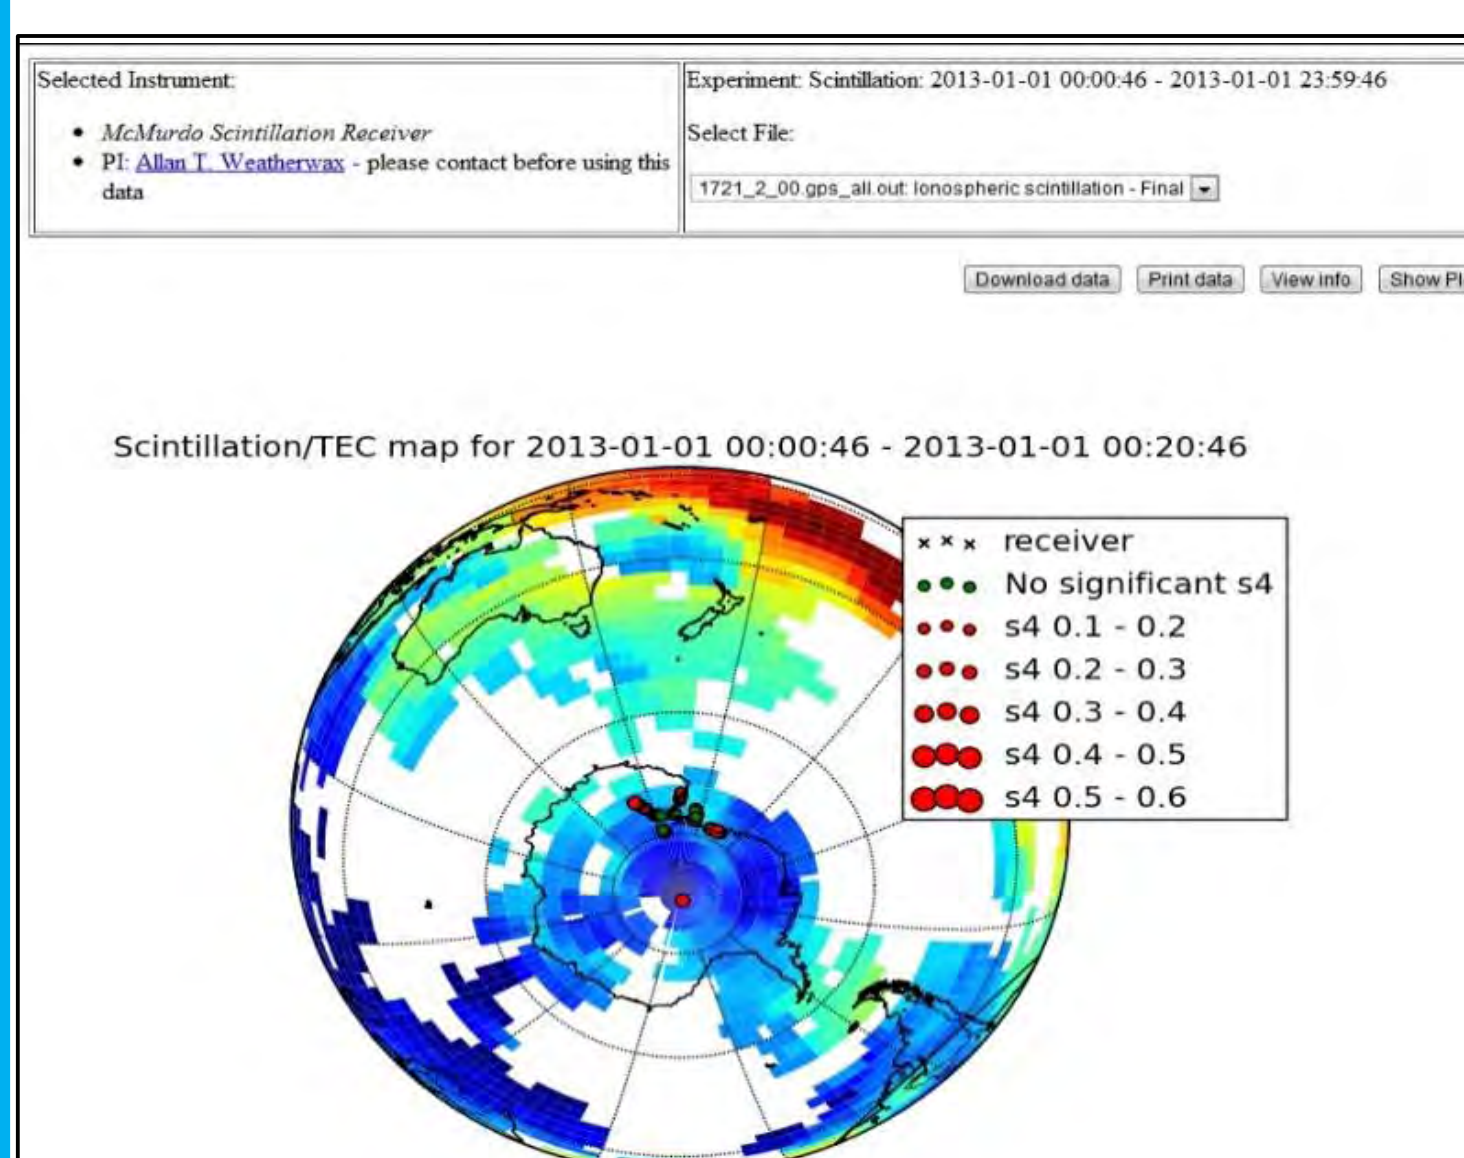 Selected Instrument:
• McMurdo Scintillation Receiver
• PI: Allan T. Weatherwax - please contact before using this
data
Experiment: Scintillation: 2013-01-01 00:00:46 - 2013-01-01 23:59:46
Select File:
1721_2_00.gps_all.out: Ionospheric scintillation - Final
Download data
Print data
View info
Show Pl
Scintillation/TEC map for 2013-01-01 00:00:46 - 2013-01-01 00:20:46
receiver
No significant s4
s4 0.1 - 0.2
s4 0.2 - 0.3
s4 0.3 - 0.4
s4 0.4 - 0.5
s4 0.5 - 0.6